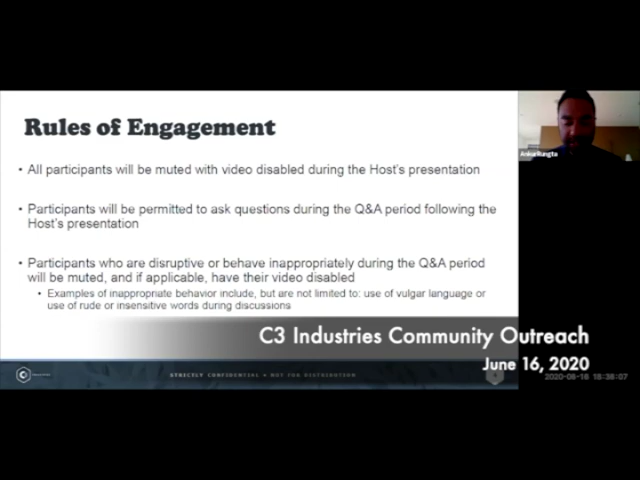 Rules of Engagement
• All participants will be muted with video disabled during the Host's presentation
• Participants will be permitted to ask questions during the Q&A period following the
Host's presentation
• Participants who are disruptive or behave inappropriately during the Q&A period
will be muted, and if applicable, have their video disabled
• Examples of inappropriate behavior include, but are not limited to: use of vulgar language or
use of rude or insensitive words during discussions
Ankur Rungta
C3 Industries Community Outreach
June 16, 2020
STRICTLY CONFIDENTIAL • NOT FOR DISTRIBUTION